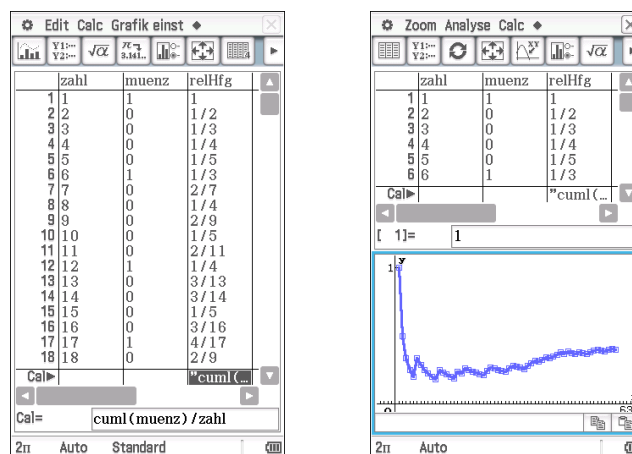 Edit Calc Grafik einst ◆
zahl muenz relHfg
1 1 1 1
2 2 0 1/2
3 3 0 1/3
4 4 0 1/4
5 5 0 1/5
6 6 1 1/3
7 7 0 2/7
8 8 0 1/4
9 9 0 2/9
10 10 0 1/5
11 11 0 2/11
12 12 1 1/4
13 13 0 3/13
14 14 0 3/14
15 15 0 1/5
16 16 0 3/16
17 17 1 4/17
18 18 0 2/9
Cal▶ "cuml(…
Cal= cuml(muenz)/zahl
2π Auto Standard
Zoom Analyse Calc ◆
zahl muenz relHfg
1 1 1 1
2 2 0 1/2
3 3 0 1/3
4 4 0 1/4
5 5 0 1/5
6 6 1 1/3
Cal▶ "cuml(…
[ 1]= 1
y
1
0
63
2π Auto